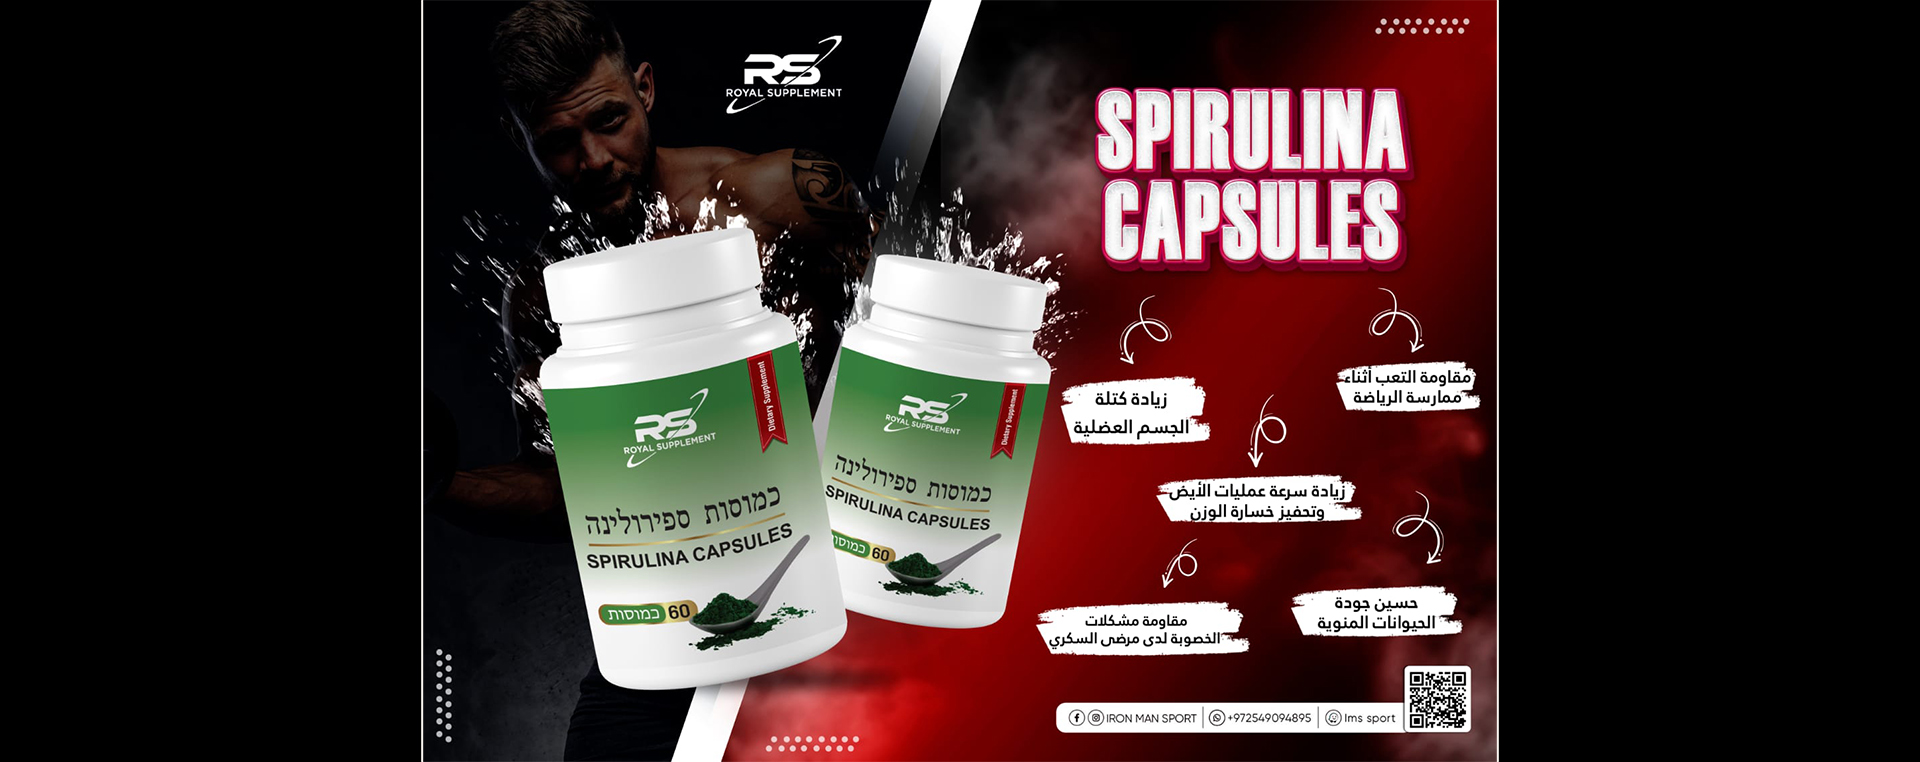 RS
ROYAL SUPPLEMENT
SPIRULINA
CAPSULES
مقاومة التعب أثناء
ممارسة الرياضة
زيادة كتلة
الجسم العضلية
زيادة سرعة عمليات الأيض
وتحفيز خسارة الوزن
حسين جودة
الحيوانات المنوية
مقاومة مشكلات
الخصوبة لدى مرضى السكري
Dietary Supplement
RS
ROYAL SUPPLEMENT
כמוסות ספירולינה
SPIRULINA CAPSULES
60 כמוסות
Dietary Supplement
RS
ROYAL SUPPLEMENT
כמוסות ספירולינה
SPIRULINA CAPSULES
60
IRON MAN SPORT
+972549094895
Ims sport